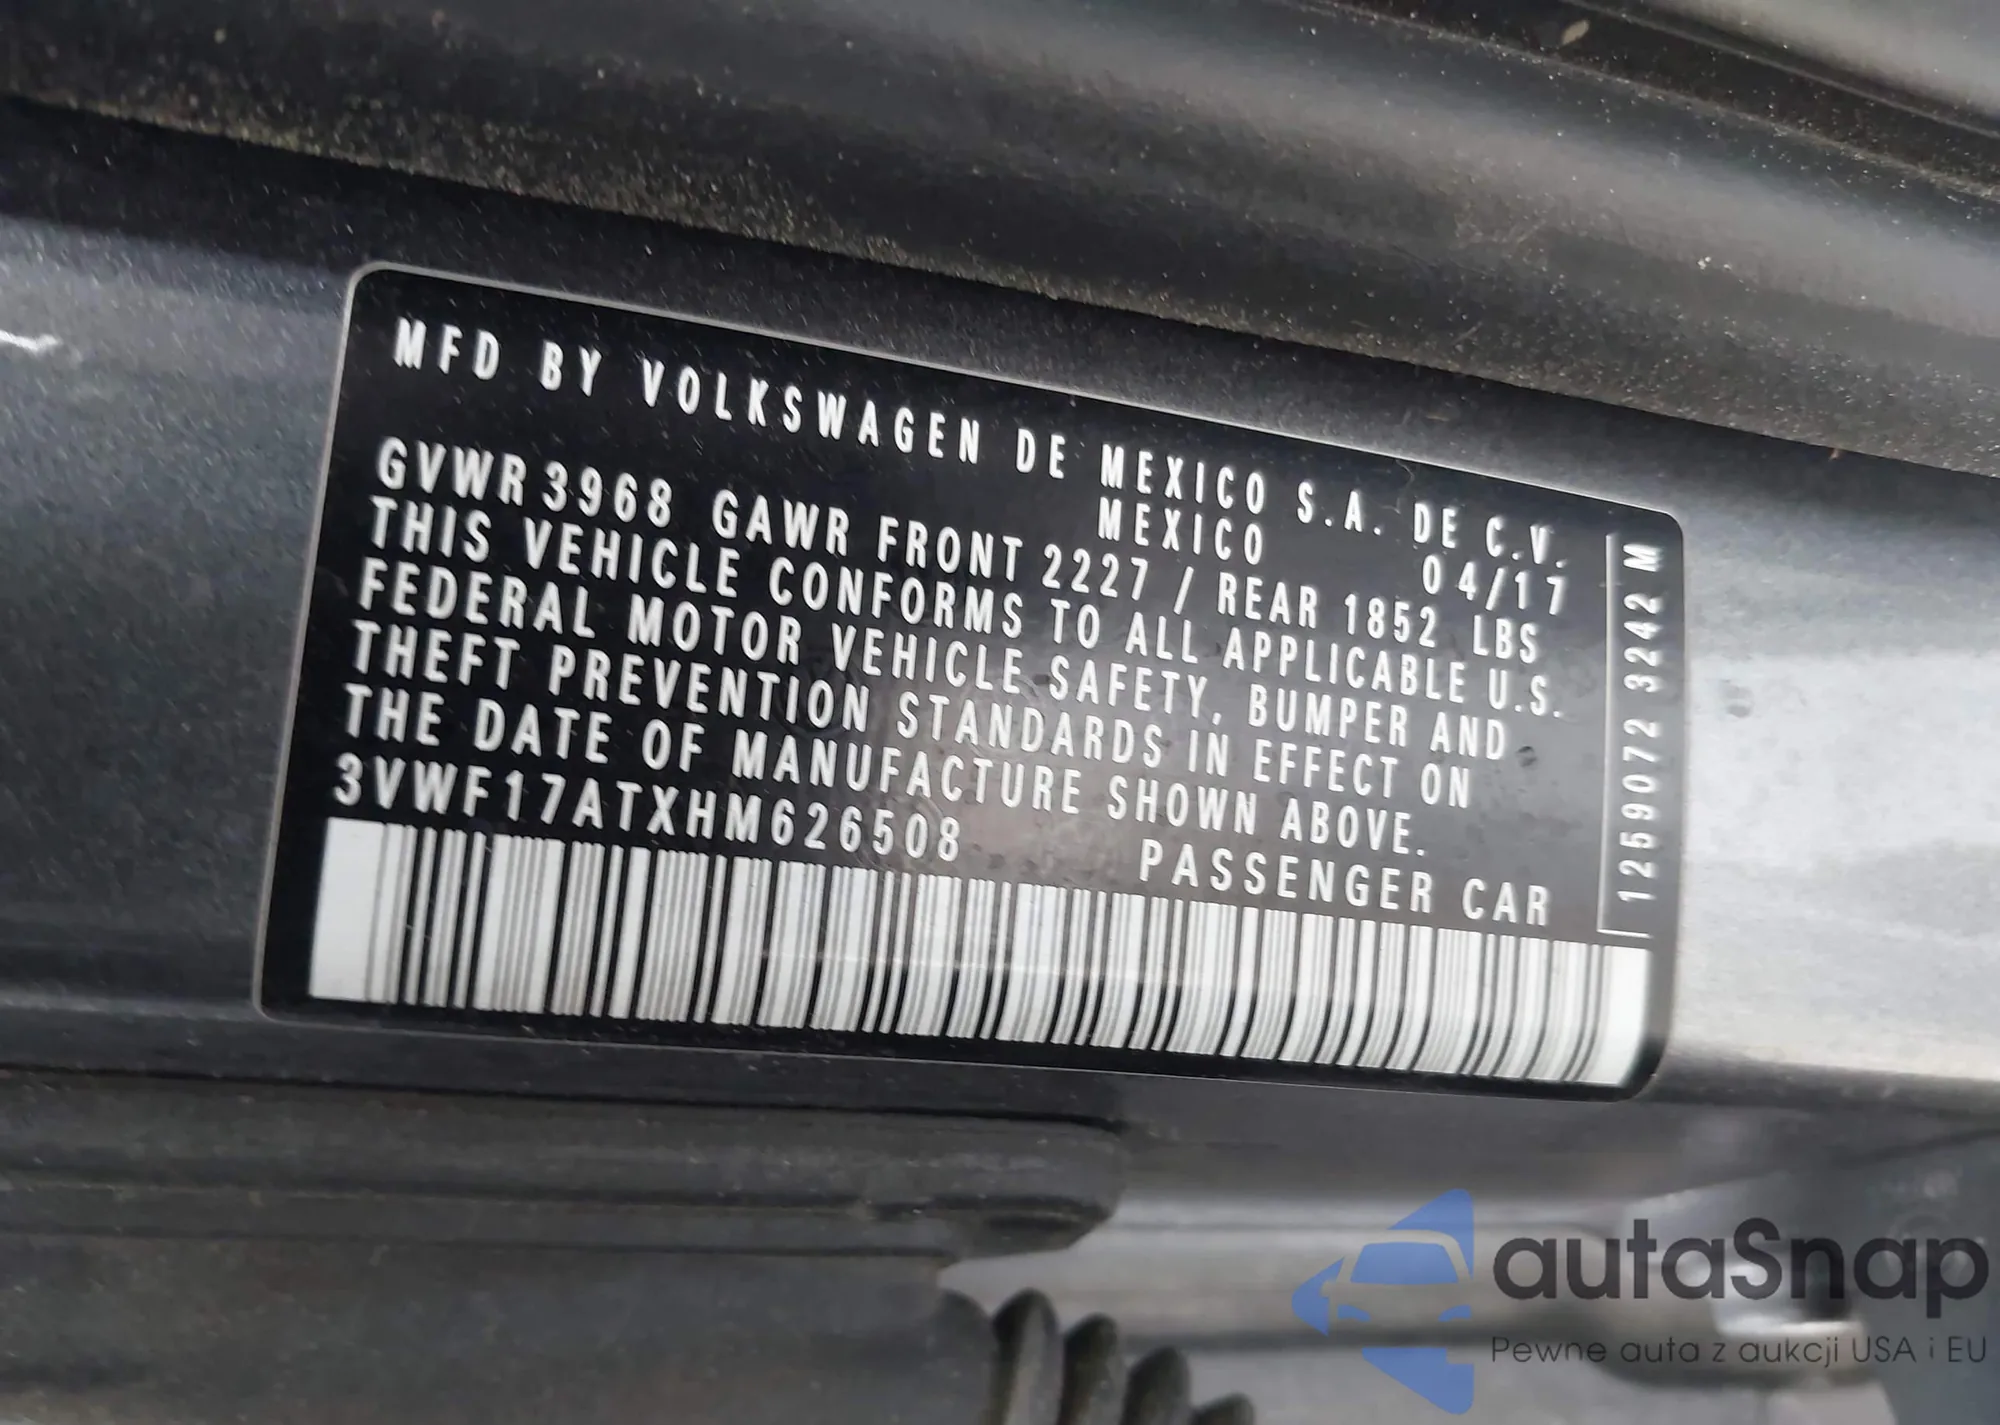 MFD BY VOLKSWAGEN DE MEXICO S.A. DE C.V.
MEXICO 04/17
GVWR 3968 GAWR FRONT 2227 / REAR 1852 LBS
THIS VEHICLE CONFORMS TO ALL APPLICABLE U.S.
FEDERAL MOTOR VEHICLE SAFETY, BUMPER AND
THEFT PREVENTION STANDARDS IN EFFECT ON
THE DATE OF MANUFACTURE SHOWN ABOVE.
3VWF17ATXHM626508 PASSENGER CAR
1259072 3242 M
autaSnap
Pewne auta z aukcji USA i EU